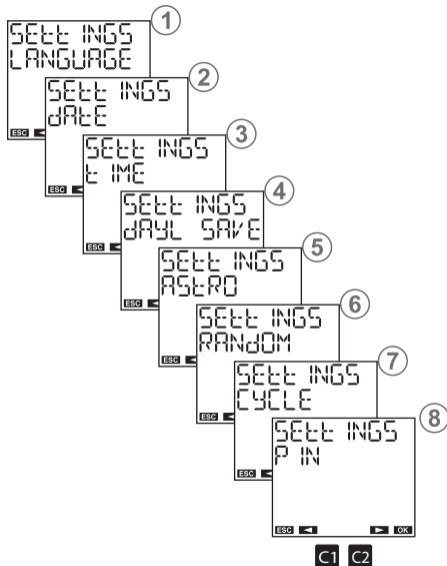 1
SEtt INGS
LANGUAGE
2
SEtt INGS
dAtE
ESC ◄
3
SEtt INGS
t IME
ESC ◄
4
SEtt INGS
dAYL SAVE
ESC ◄
5
SEtt INGS
AStRO
ESC ◄
6
SEtt INGS
RANdOM
ESC ◄
7
SEtt INGS
CYCLE
ESC ◄
8
SEtt INGS
P IN
ESC ◄
ESC ◄ ► OK
C1 C2